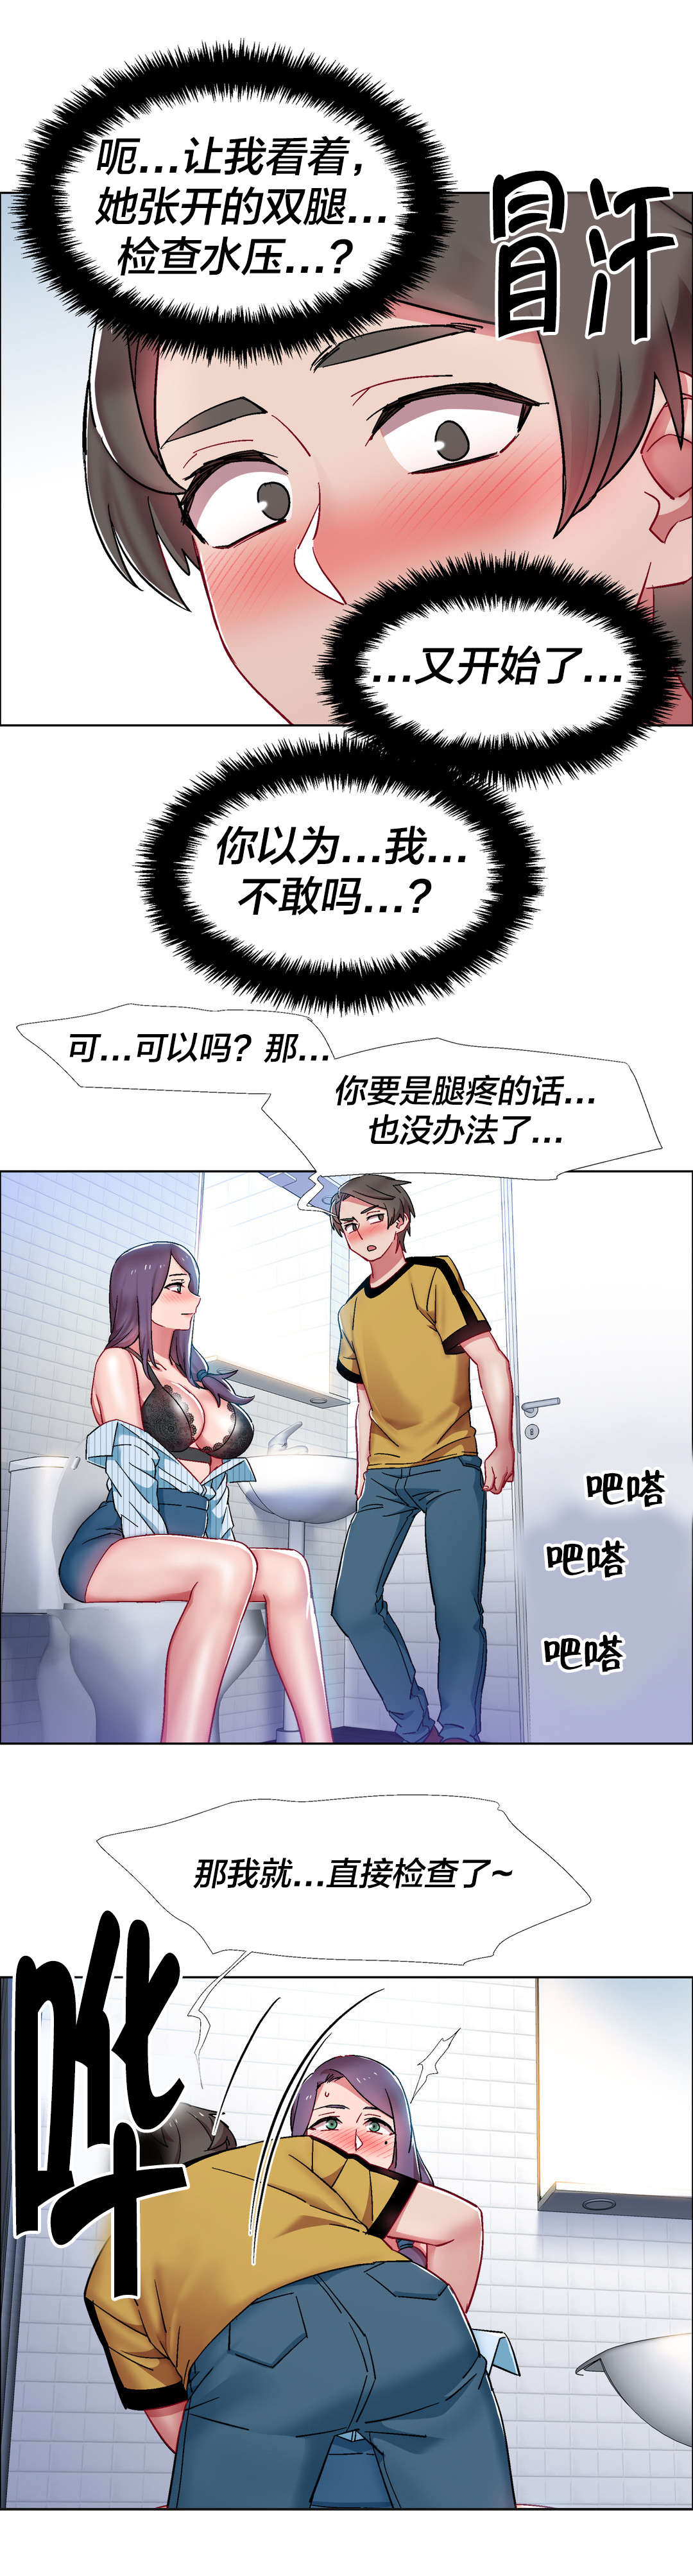 呃...让我看着，
她张开的双腿...
检查水压...?
冒汗
...又开始了...
你以为...我...
不敢吗...?
可...可以吗? 那...
你要是腿疼的话...
也没办法了...
吧嗒
吧嗒
吧嗒
那我就...直接检查了~
吡